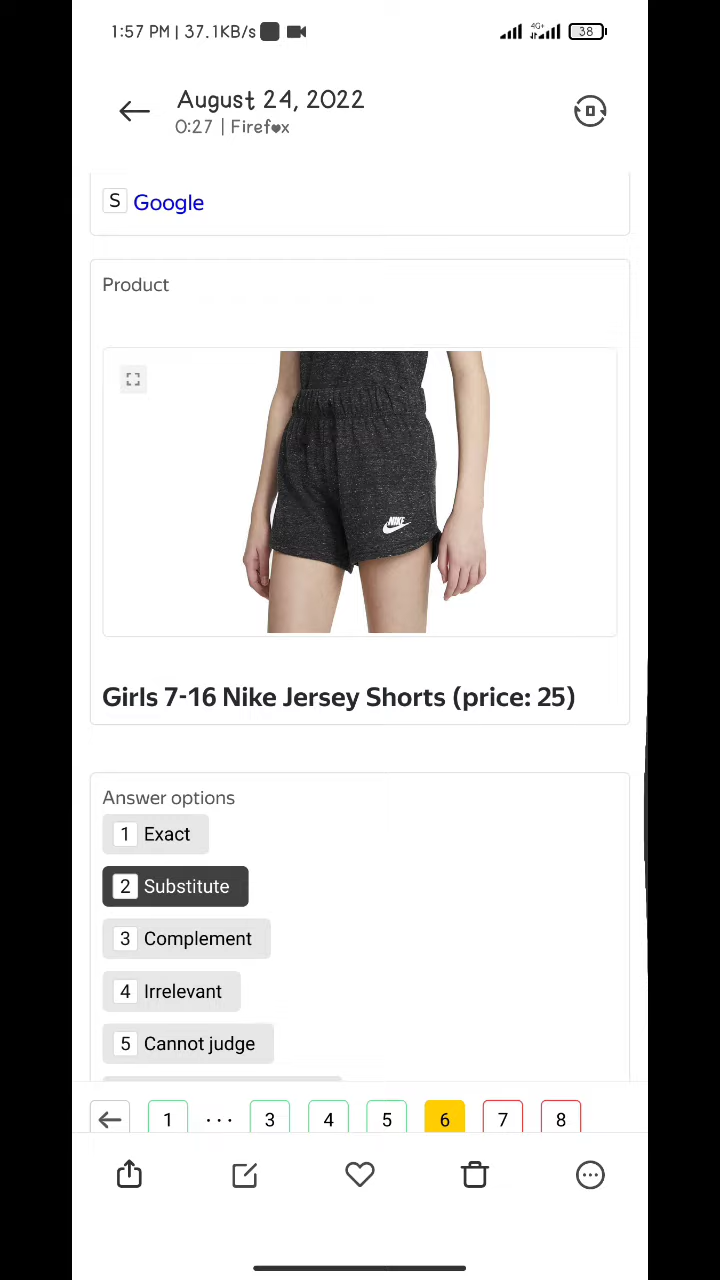 1:57 PM | 37.1KB/s
4G+
38
August 24, 2022
0:27 | Firef♥x
S Google
Product
NIKE
Girls 7-16 Nike Jersey Shorts (price: 25)
Answer options
1 Exact
2 Substitute
3 Complement
4 Irrelevant
5 Cannot judge
1 ... 3 4 5 6 7 8